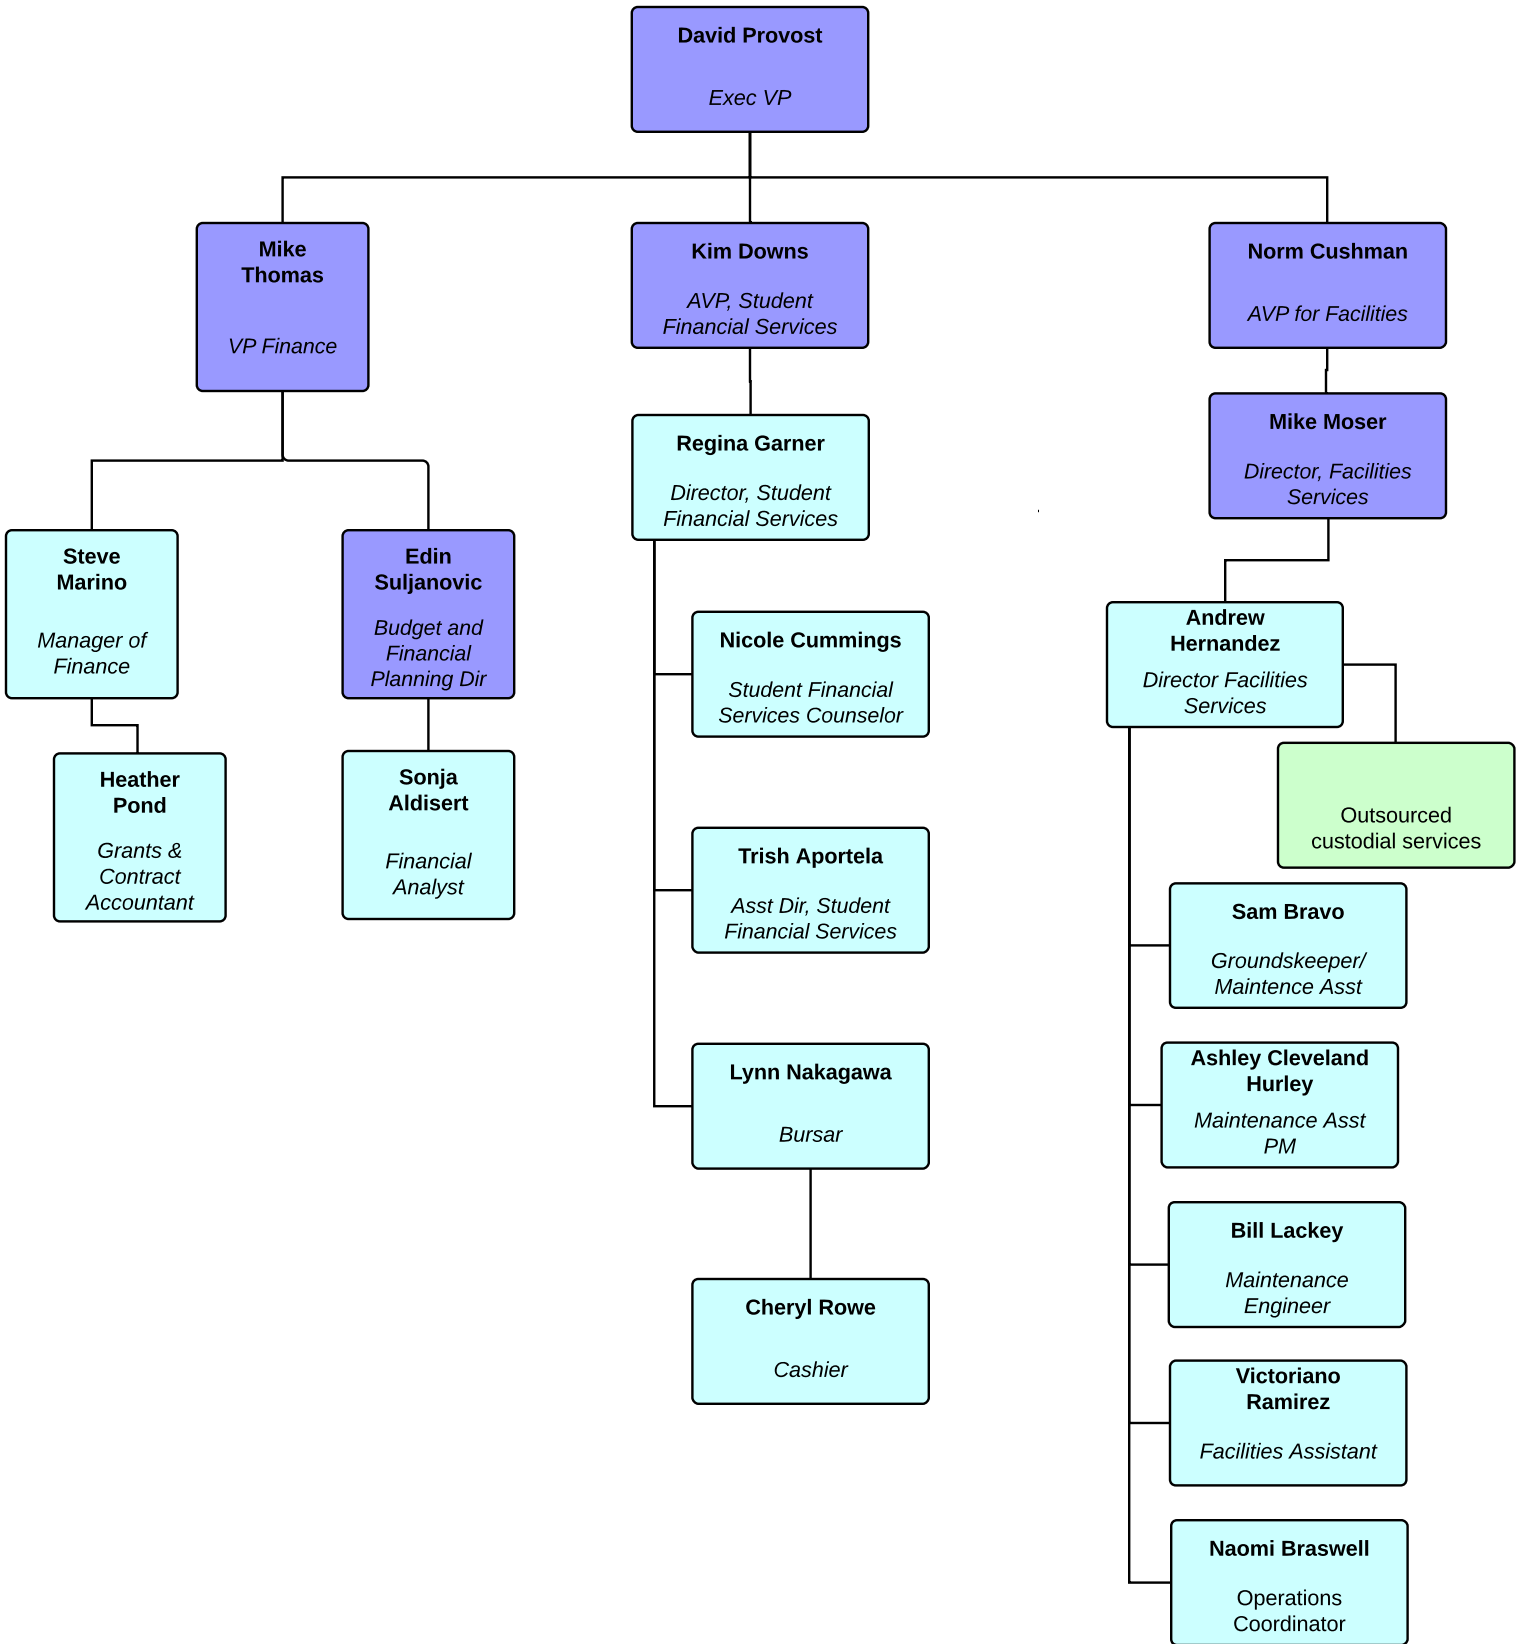 David Provost
Exec VP
Mike
Thomas
VP Finance
Kim Downs
AVP, Student
Financial Services
Norm Cushman
AVP for Facilities
Mike Moser
Director, Facilities
Services
Regina Garner
Director, Student
Financial Services
Steve
Marino
Manager of
Finance
Edin
Suljanovic
Budget and
Financial
Planning Dir
Heather
Pond
Grants &
Contract
Accountant
Sonja
Aldisert
Financial
Analyst
Nicole Cummings
Student Financial
Services Counselor
Trish Aportela
Asst Dir, Student
Financial Services
Lynn Nakagawa
Bursar
Cheryl Rowe
Cashier
Andrew
Hernandez
Director Facilities
Services
Outsourced
custodial services
Sam Bravo
Groundskeeper/
Maintence Asst
Ashley Cleveland
Hurley
Maintenance Asst
PM
Bill Lackey
Maintenance
Engineer
Victoriano
Ramirez
Facilities Assistant
Naomi Braswell
Operations
Coordinator